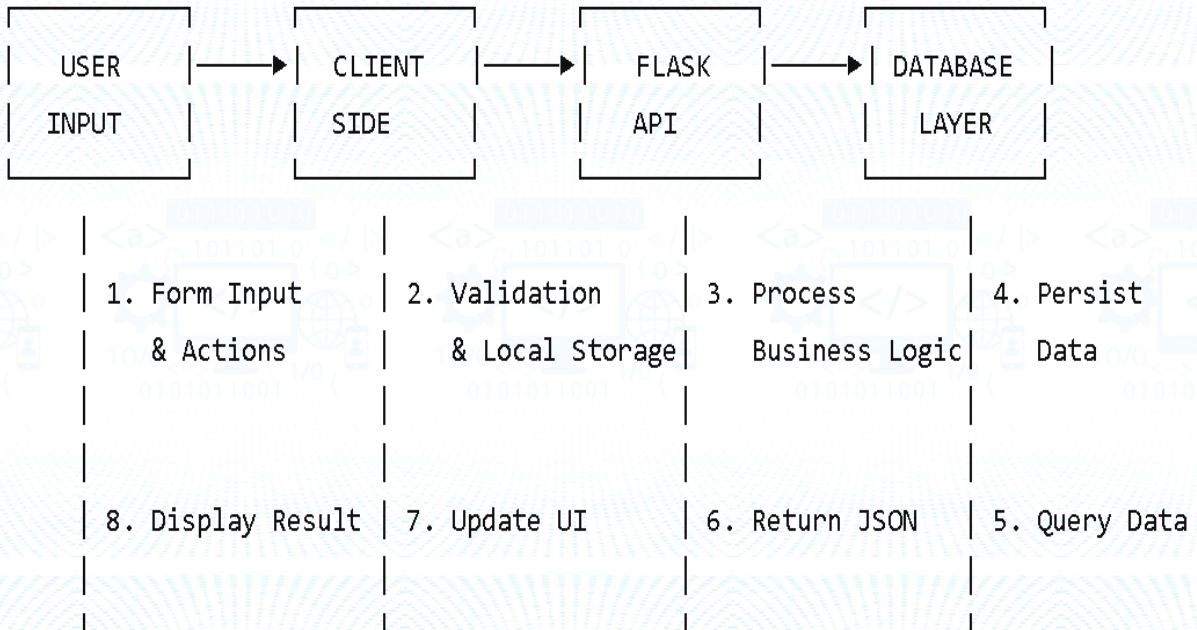 USER CLIENT FLASK DATABASE
INPUT SIDE API LAYER
1. Form Input 2. Validation 3. Process 4. Persist
& Actions & Local Storage Business Logic Data
8. Display Result 7. Update UI 6. Return JSON 5. Query Data